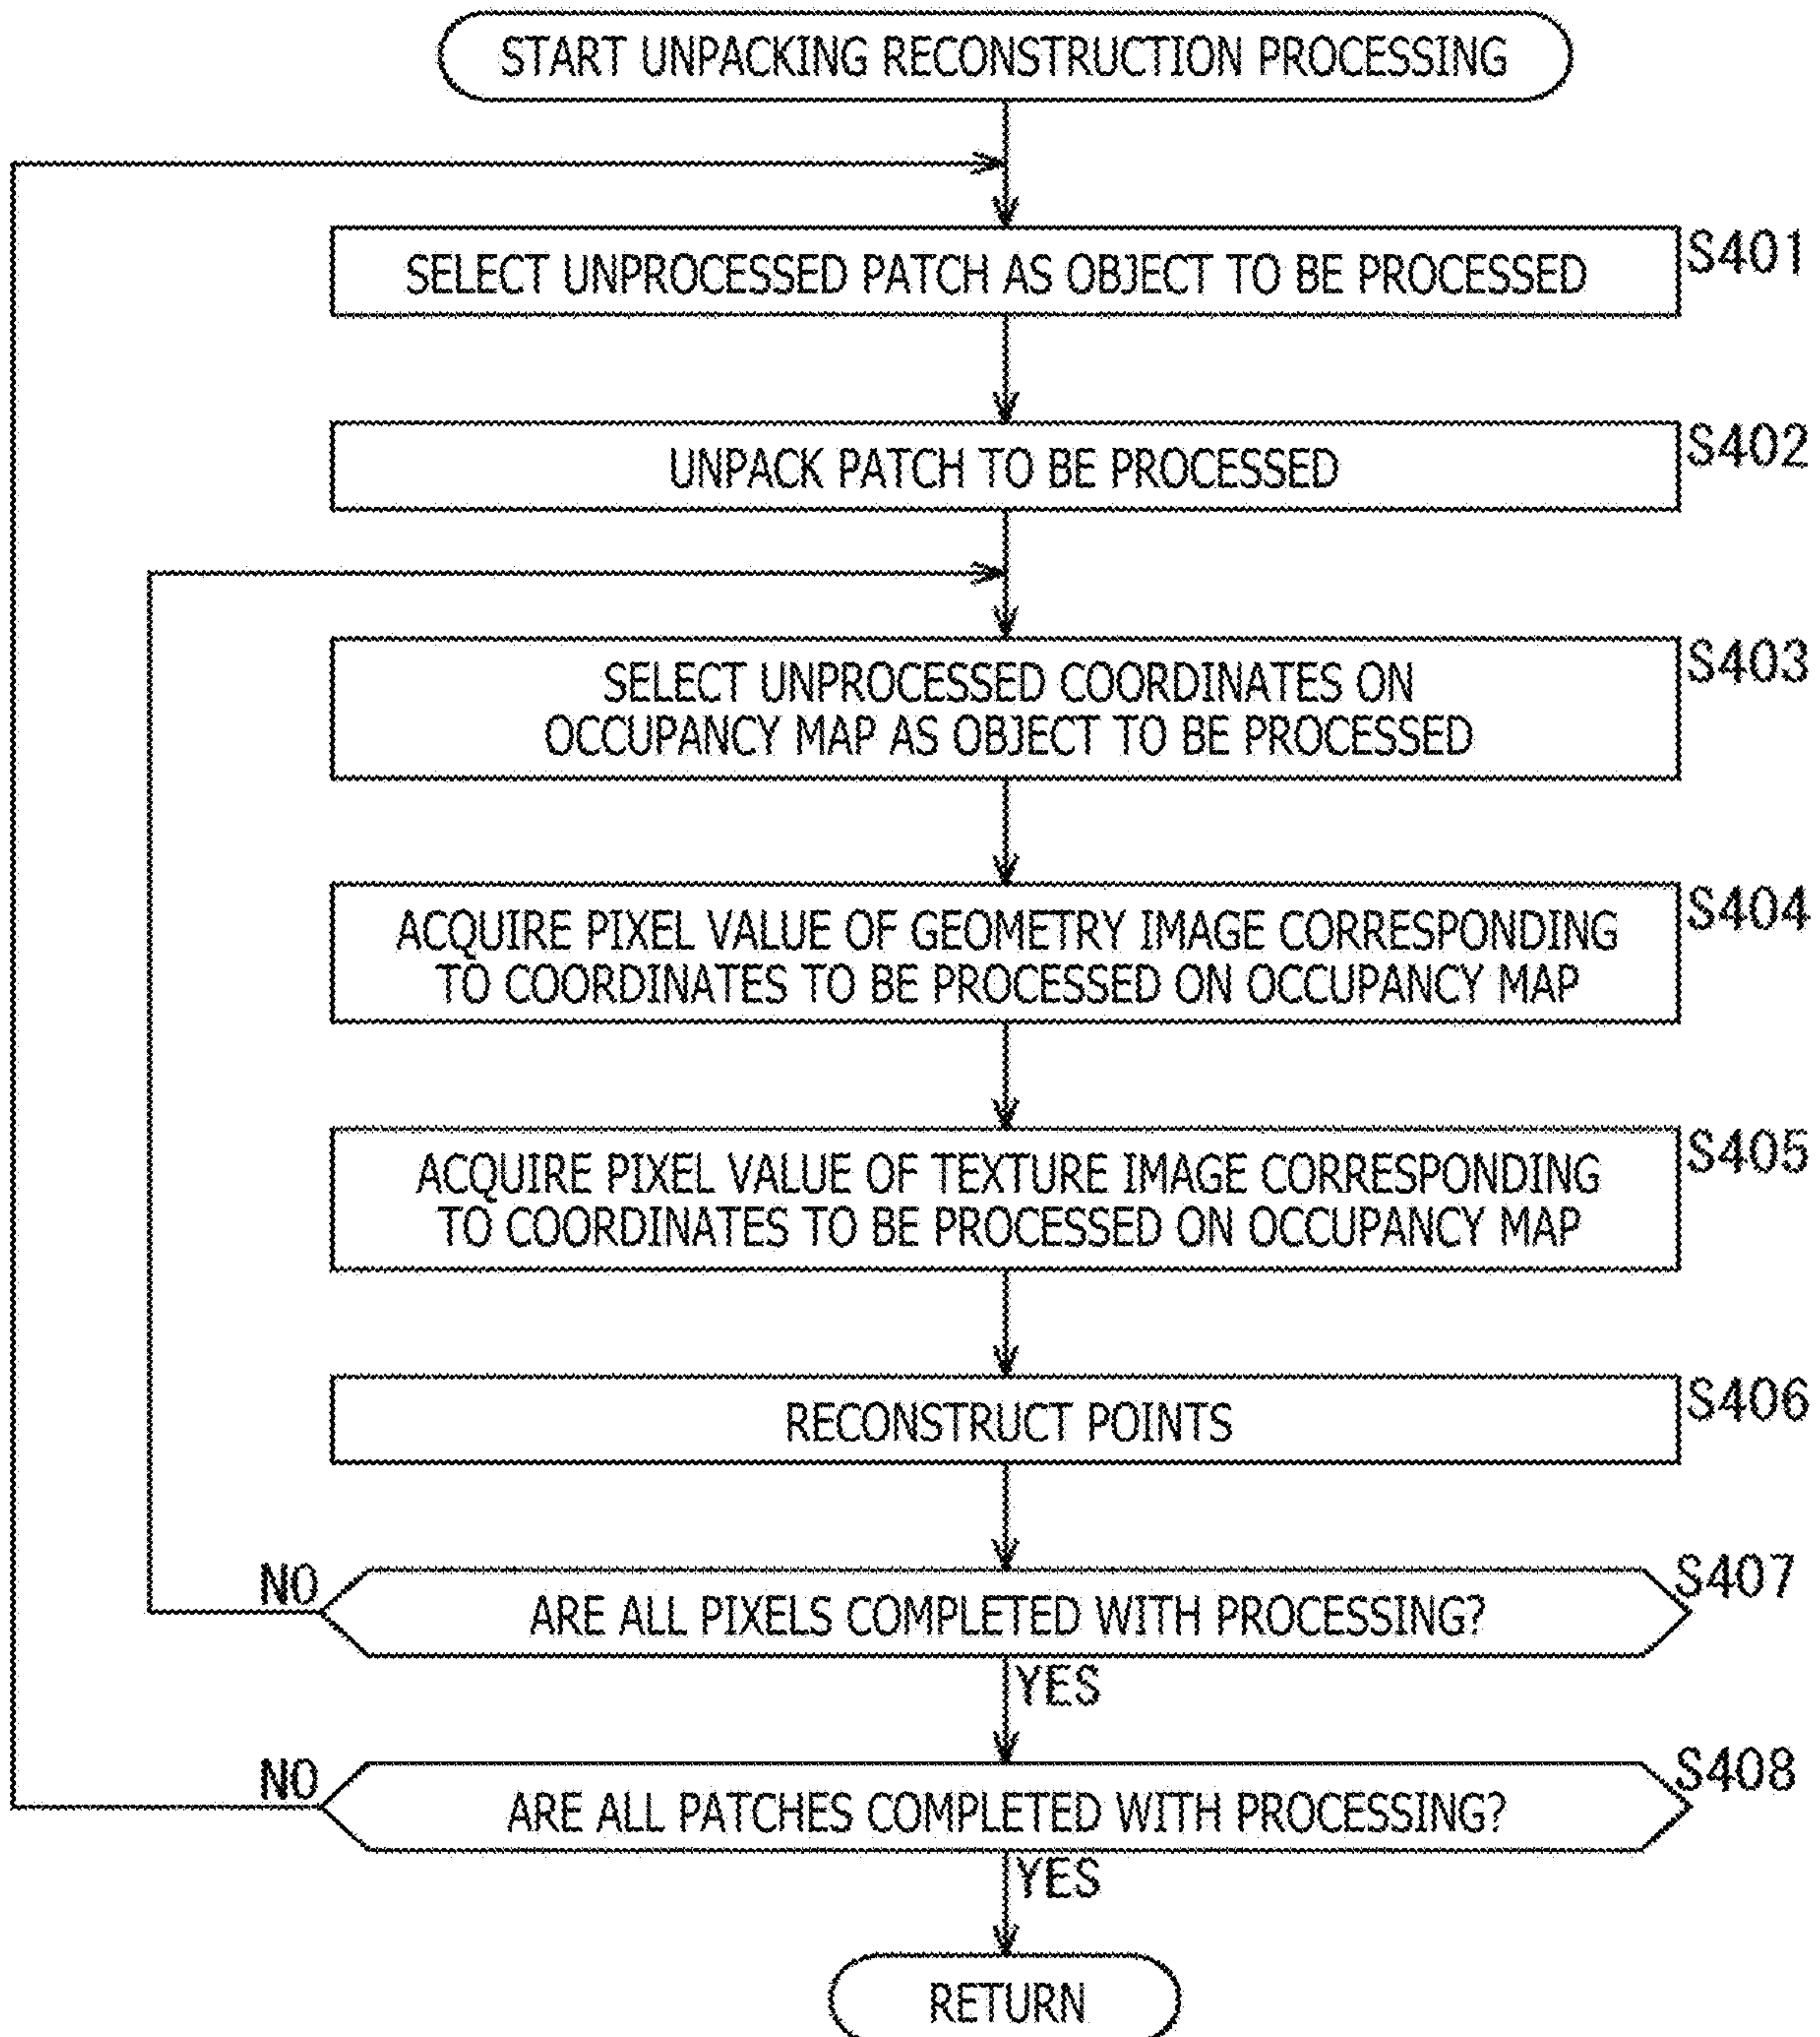 START UNPACKING RECONSTRUCTION PROCESSING
SELECT UNPROCESSED PATCH AS OBJECT TO BE PROCESSED
S401
UNPACK PATCH TO BE PROCESSED
S402
SELECT UNPROCESSED COORDINATES ON
OCCUPANCY MAP AS OBJECT TO BE PROCESSED
S403
ACQUIRE PIXEL VALUE OF GEOMETRY IMAGE CORRESPONDING
TO COORDINATES TO BE PROCESSED ON OCCUPANCY MAP
S404
ACQUIRE PIXEL VALUE OF TEXTURE IMAGE CORRESPONDING
TO COORDINATES TO BE PROCESSED ON OCCUPANCY MAP
S405
RECONSTRUCT POINTS
S406
NO
ARE ALL PIXELS COMPLETED WITH PROCESSING?
S407
YES
NO
ARE ALL PATCHES COMPLETED WITH PROCESSING?
S408
YES
RETURN